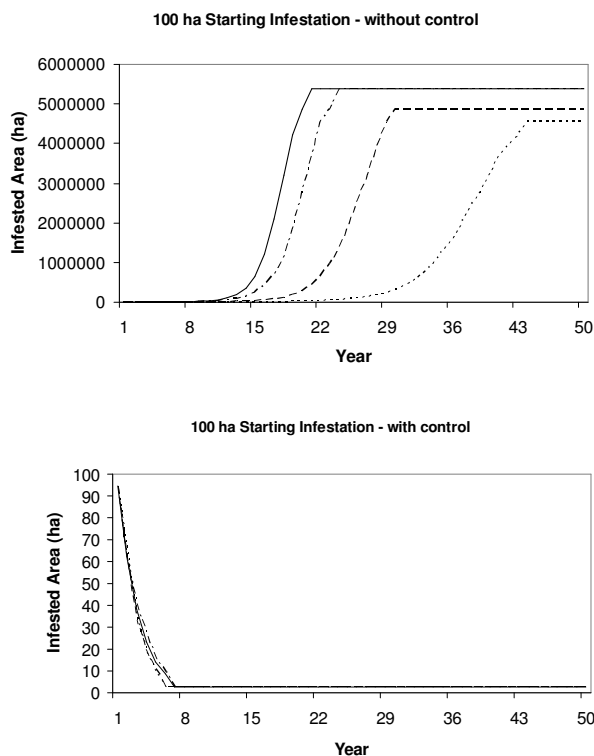 100 ha Starting Infestation - without control
6000000
5000000
4000000
3000000
2000000
1000000
0
Infested Area (ha)
1 8 15 22 29 36 43 50
Year
100 ha Starting Infestation - with control
100
90
80
70
60
50
40
30
20
10
0
Infested Area (ha)
1 8 15 22 29 36 43 50
Year